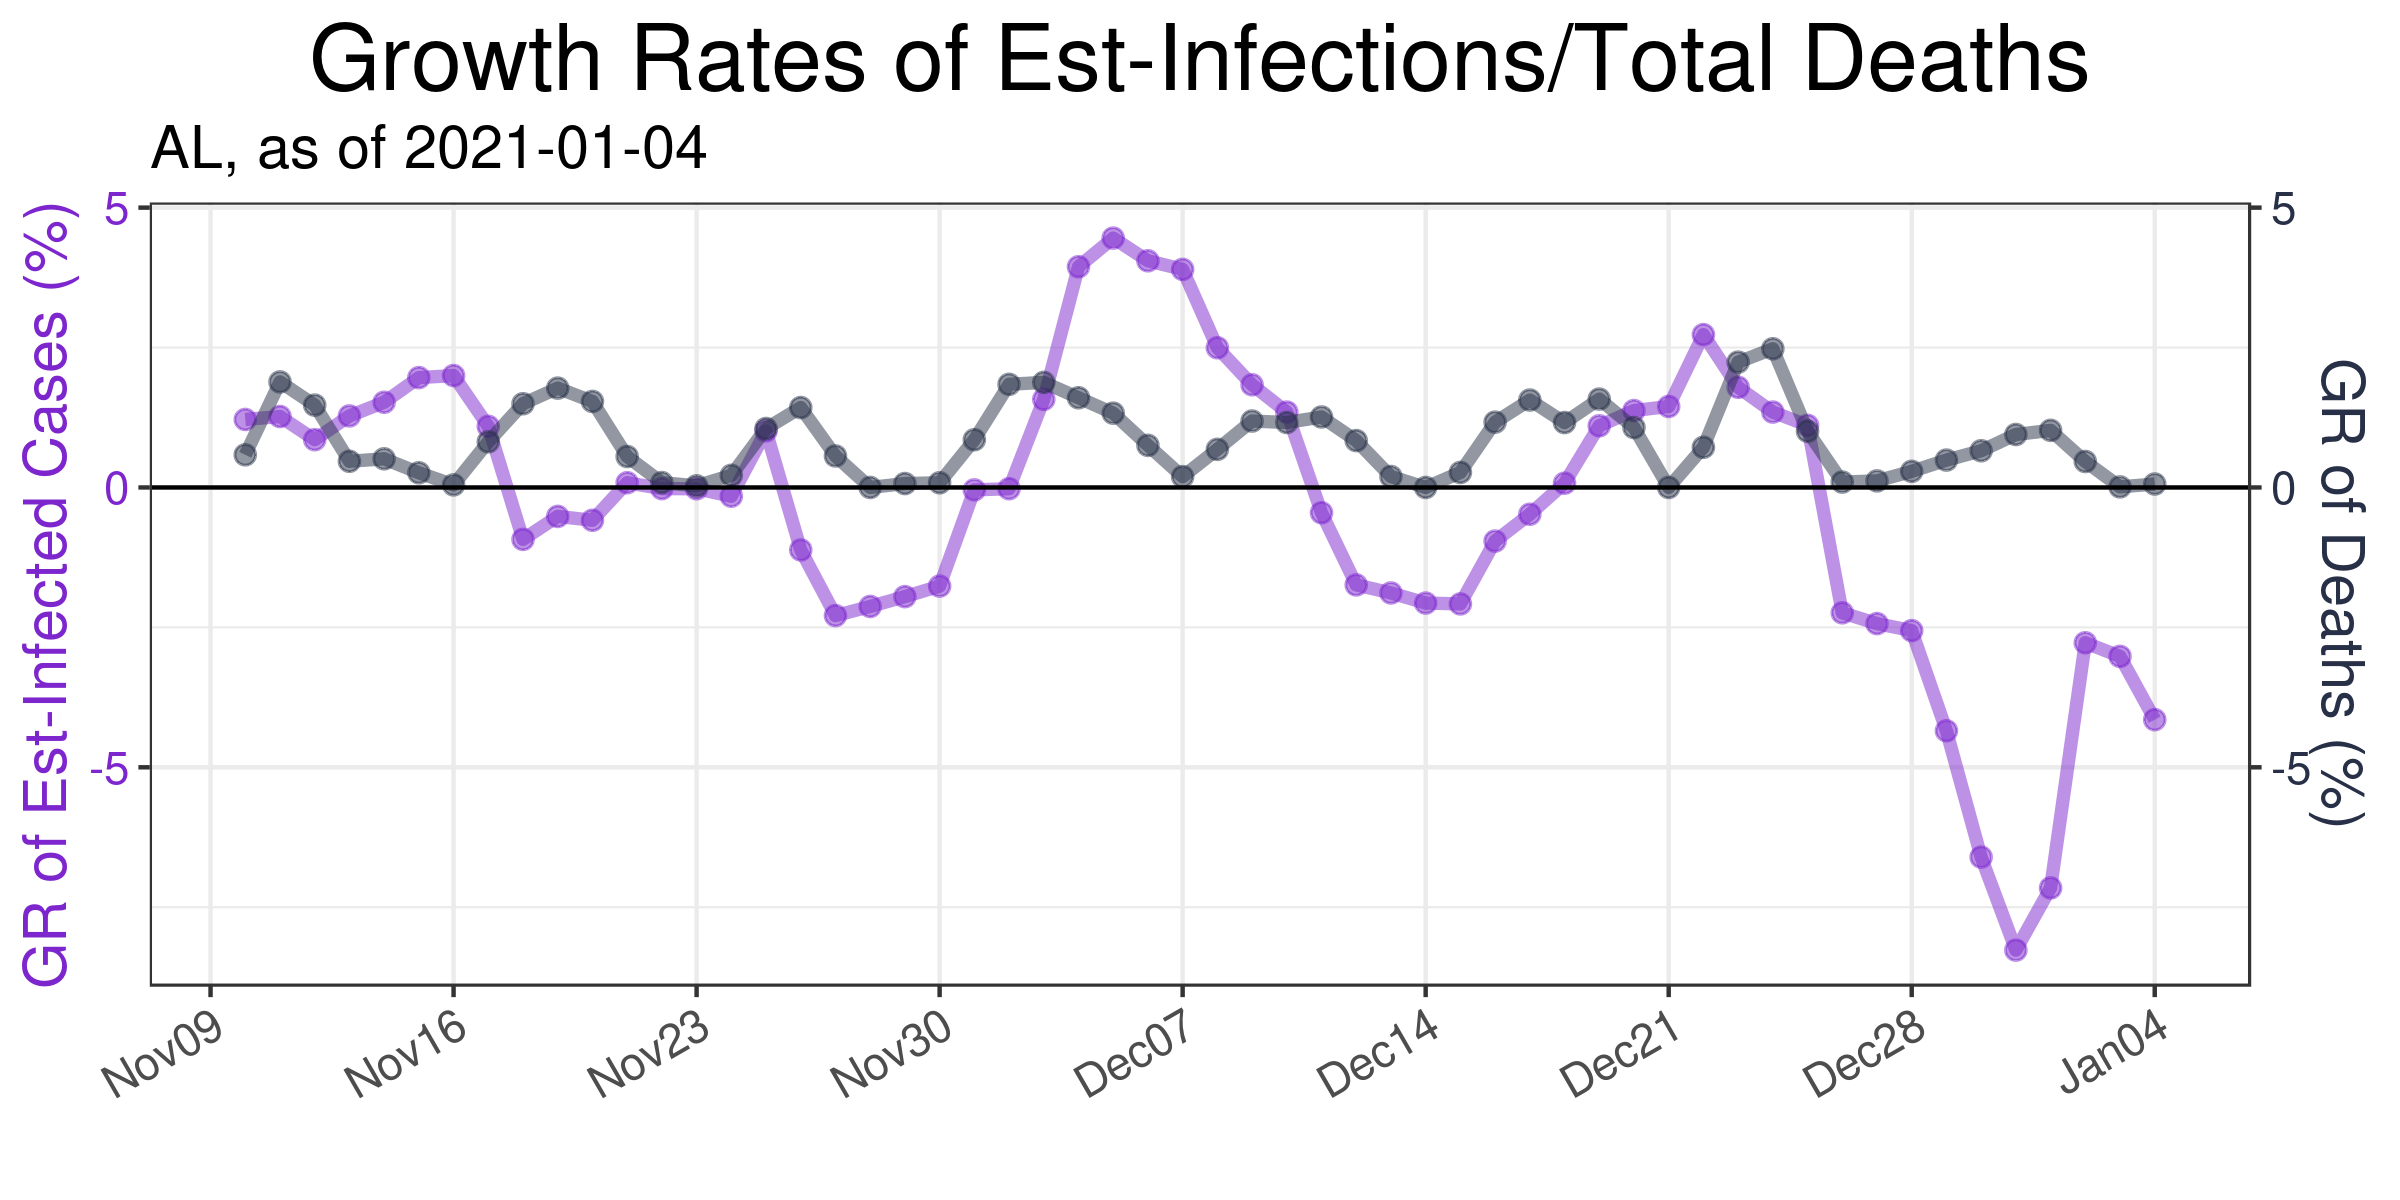 Growth Rates of Est-Infections/Total Deaths
AL, as of 2021-01-04
GR of Est-Infected Cases (%)
5
0
-5
5
0
-5
GR of Deaths (%)
Nov09
Nov16
Nov23
Nov30
Dec07
Dec14
Dec21
Dec28
Jan04